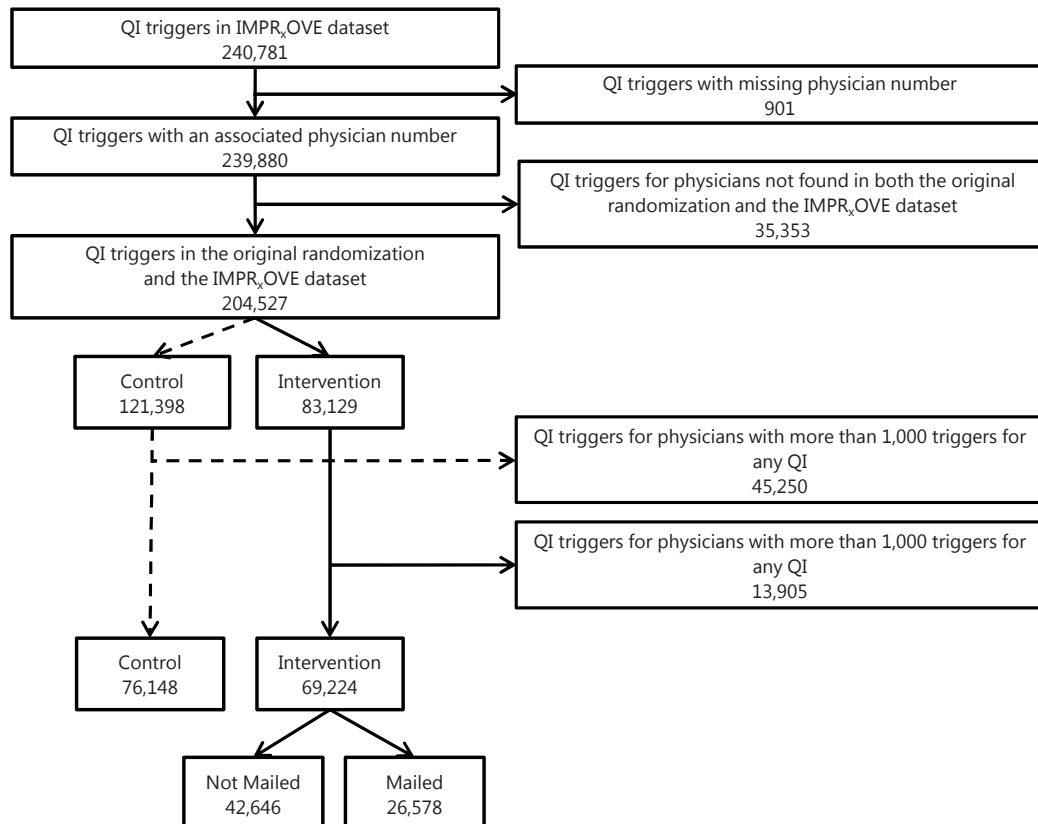 QI triggers in IMPRₓOVE dataset
240,781
QI triggers with missing physician number
901
QI triggers with an associated physician number
239,880
QI triggers for physicians not found in both the original
randomization and the IMPRₓOVE dataset
35,353
QI triggers in the original randomization
and the IMPRₓOVE dataset
204,527
Control
121,398
Intervention
83,129
QI triggers for physicians with more than 1,000 triggers for
any QI
45,250
QI triggers for physicians with more than 1,000 triggers for
any QI
13,905
Control
76,148
Intervention
69,224
Not Mailed
42,646
Mailed
26,578